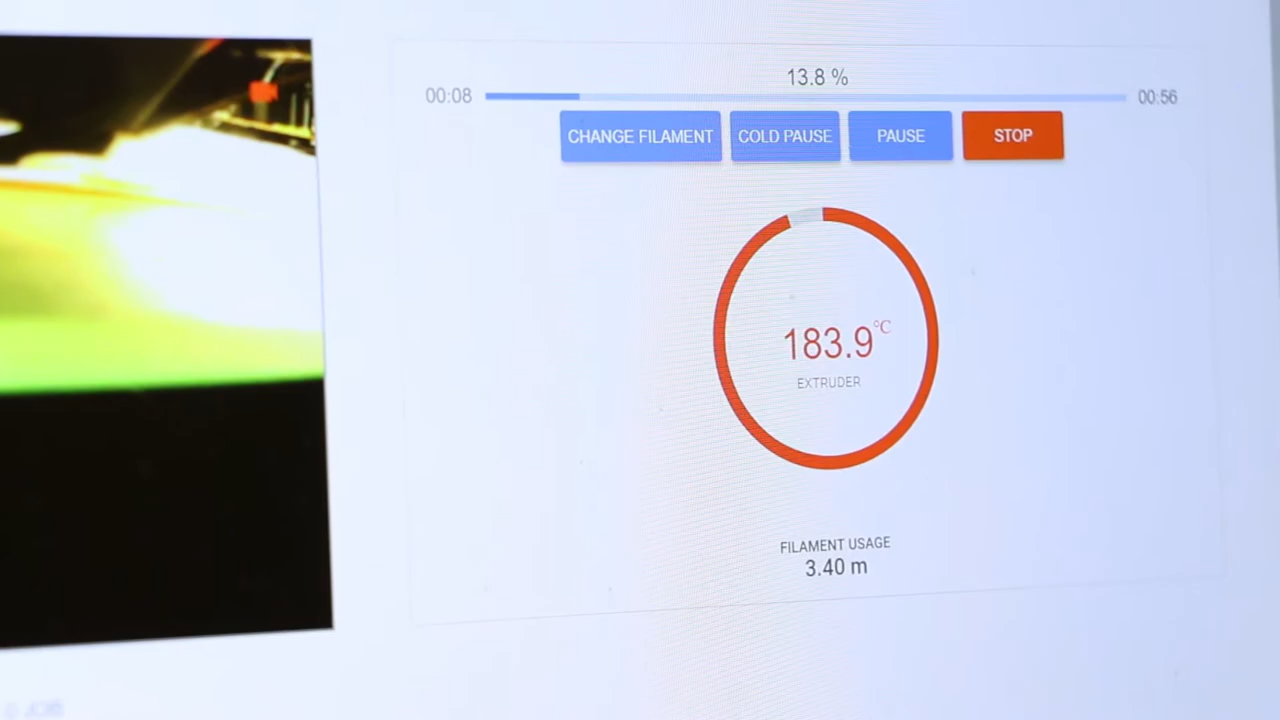 13.8 %
00:08
00:56
CHANGE FILAMENT
COLD PAUSE
PAUSE
STOP
183.9°C
EXTRUDER
FILAMENT USAGE
3.40 m